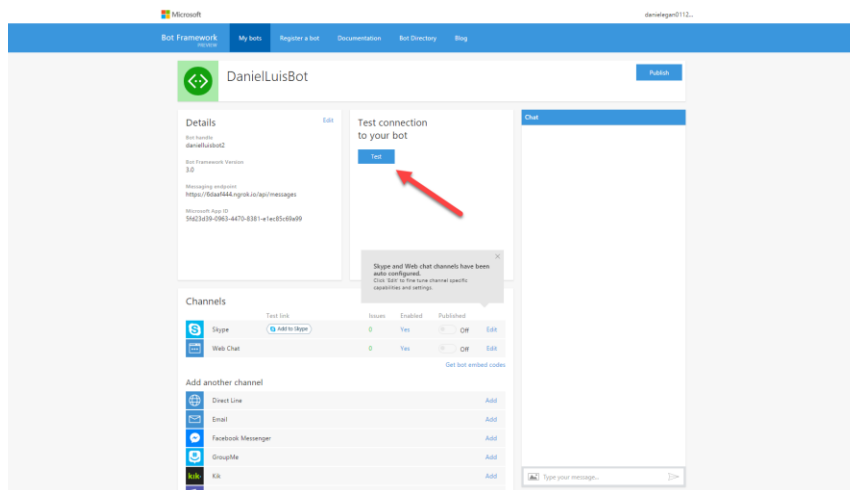 Microsoft
danielegan0112...
Bot Framework
PREVIEW
My bots
Register a bot
Documentation
Bot Directory
Blog
DanielLuisBot
Publish
Details
Edit
Bot handle
danielluisbot2
Bot Framework Version
3.0
Messaging endpoint
https://6daaf444.ngrok.io/api/messages
Microsoft App ID
5fd23d39-0963-4470-8381-e1ec85c69a99
Test connection
to your bot
Test
Chat
Skype and Web chat channels have been
auto configured.
Click 'Edit' to fine tune channel specific
capabilities and settings.
Channels
Test link
Issues
Enabled
Published
Skype
Add to Skype
0
Yes
Off
Edit
Web Chat
0
Yes
Off
Edit
Get bot embed codes
Add another channel
Direct Line
Add
Email
Add
Facebook Messenger
Add
GroupMe
Add
kik
Kik
Add
Type your message...